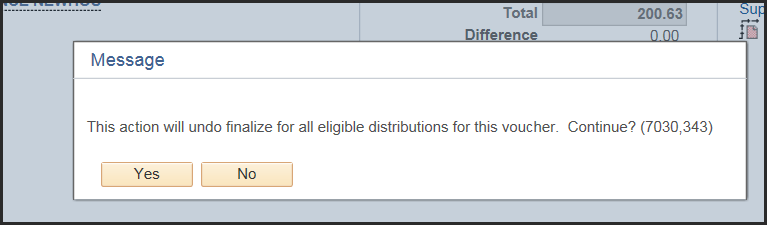 Total 200.63 Sup
Difference 0.00
Message
This action will undo finalize for all eligible distributions for this voucher.  Continue? (7030,343)
Yes No